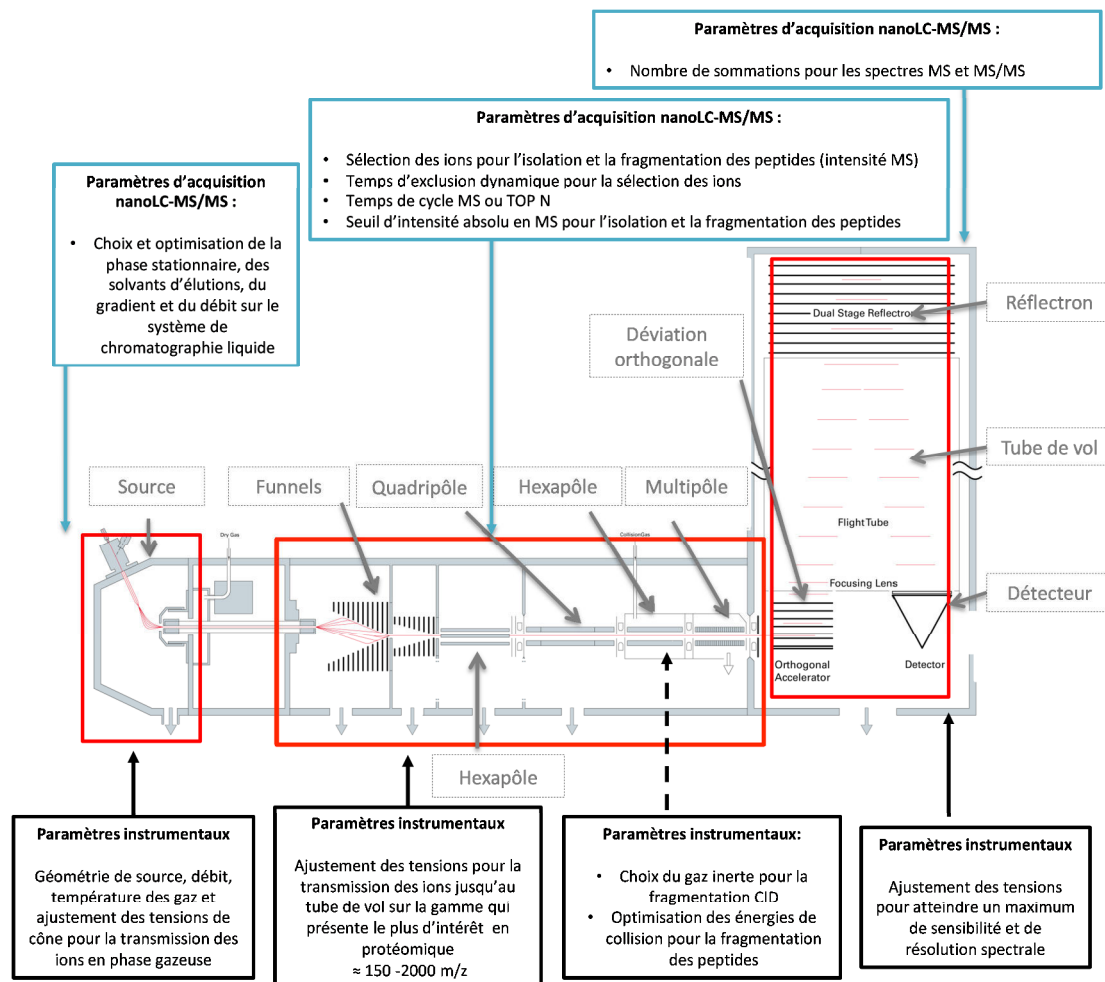 Paramètres d'acquisition nanoLC-MS/MS :
• Nombre de sommations pour les spectres MS et MS/MS
Paramètres d'acquisition nanoLC-MS/MS :
• Sélection des ions pour l'isolation et la fragmentation des peptides (intensité MS)
• Temps d'exclusion dynamique pour la sélection des ions
• Temps de cycle MS ou TOP N
• Seuil d'intensité absolu en MS pour l'isolation et la fragmentation des peptides
Paramètres d'acquisition
nanoLC-MS/MS :
• Choix et optimisation de la
phase stationnaire, des
solvants d'élutions, du
gradient et du débit sur le
système de
chromatographie liquide
Réflectron
Dual Stage Reflectron
Déviation
orthogonale
Tube de vol
Source
Funnels
Quadripôle
Hexapôle
Multipôle
Flight Tube
Dry Gas
CollisionGas
Focusing Lens
Détecteur
Orthogonal
Accelerator
Detector
Hexapôle
Paramètres instrumentaux
Géométrie de source, débit,
température des gaz et
ajustement des tensions de
cône pour la transmission des
ions en phase gazeuse
Paramètres instrumentaux
Ajustement des tensions pour la
transmission des ions jusqu'au
tube de vol sur la gamme qui
présente le plus d'intérêt en
protéomique
≈ 150 -2000 m/z
Paramètres instrumentaux:
• Choix du gaz inerte pour la
fragmentation CID
• Optimisation des énergies de
collision pour la fragmentation
des peptides
Paramètres instrumentaux
Ajustement des tensions
pour atteindre un maximum
de sensibilité et de
résolution spectrale